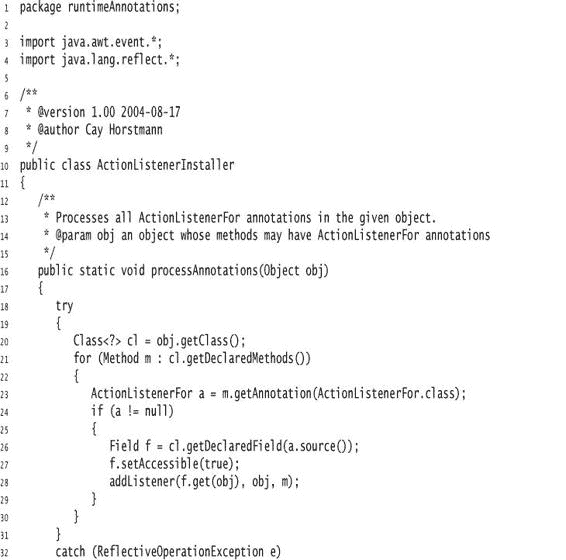 1 package runtimeAnnotations;
2
3 import java.awt.event.*;
4 import java.lang.reflect.*;
5
6 /**
7  * @version 1.00 2004-08-17
8  * @author Cay Horstmann
9  */
10 public class ActionListenerInstaller
11 {
12    /**
13     * Processes all ActionListenerFor annotations in the given object.
14     * @param obj an object whose methods may have ActionListenerFor annotations
15     */
16    public static void processAnnotations(Object obj)
17    {
18       try
19       {
20          Class<?> cl = obj.getClass();
21          for (Method m : cl.getDeclaredMethods())
22          {
23             ActionListenerFor a = m.getAnnotation(ActionListenerFor.class);
24             if (a != null)
25             {
26                Field f = cl.getDeclaredField(a.source());
27                f.setAccessible(true);
28                addListener(f.get(obj), obj, m);
29             }
30          }
31       }
32       catch (ReflectiveOperationException e)